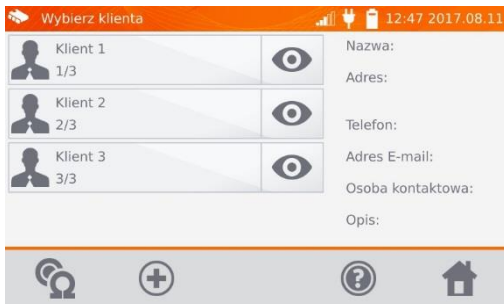 Wybierz klienta
12:47 2017.08.11
Klient 1
1/3
Klient 2
2/3
Klient 3
3/3
Nazwa:
Adres:
Telefon:
Adres E-mail:
Osoba kontaktowa:
Opis: